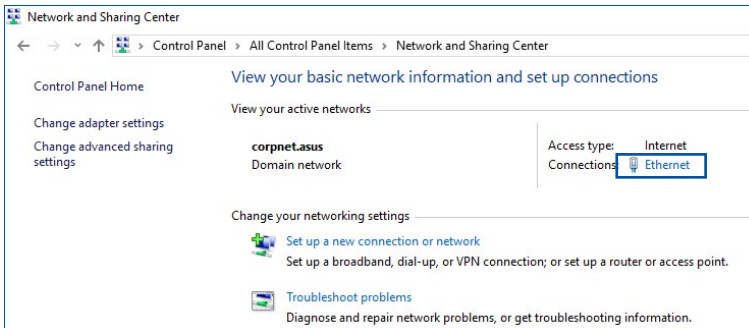 Network and Sharing Center
Control Panel > All Control Panel Items > Network and Sharing Center
Control Panel Home
Change adapter settings
Change advanced sharing
settings
View your basic network information and set up connections
View your active networks
corpnet.asus
Domain network
Access type: Internet
Connections: Ethernet
Change your networking settings
Set up a new connection or network
Set up a broadband, dial-up, or VPN connection; or set up a router or access point.
Troubleshoot problems
Diagnose and repair network problems, or get troubleshooting information.